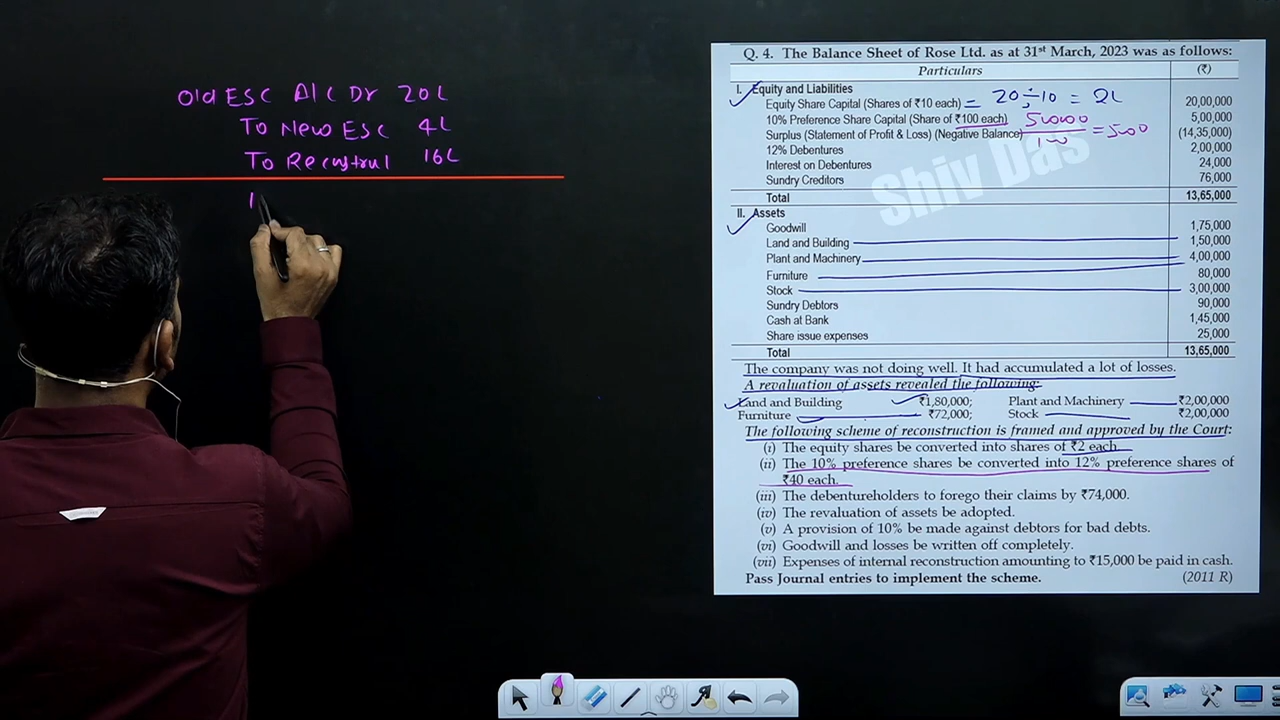 Old ESC A/C Dr 20L
To New ESC 4L
To Reconstrul 16L
Q. 4. The Balance Sheet of Rose Ltd. as at 31st March, 2023 was as follows:
Particulars (₹)
I. Equity and Liabilities
Equity Share Capital (Shares of ₹10 each) = 20÷10 = 2L 20,00,000
10% Preference Share Capital (Share of ₹100 each) 500000/100 = 5000 5,00,000
Surplus (Statement of Profit & Loss) (Negative Balance) (14,35,000)
12% Debentures 2,00,000
Interest on Debentures 24,000
Sundry Creditors 76,000
Total 13,65,000
II. Assets
Goodwill 1,75,000
Land and Building 1,50,000
Plant and Machinery 4,00,000
Furniture 80,000
Stock 3,00,000
Sundry Debtors 90,000
Cash at Bank 1,45,000
Share issue expenses 25,000
Total 13,65,000
Shiv Das
The company was not doing well. It had accumulated a lot of losses.
A revaluation of assets revealed the following:
Land and Building ₹1,80,000; Plant and Machinery ₹2,00,000
Furniture ₹72,000; Stock ₹2,00,000
The following scheme of reconstruction is framed and approved by the Court:
(i) The equity shares be converted into shares of ₹2 each.
(ii) The 10% preference shares be converted into 12% preference shares of
₹40 each.
(iii) The debentureholders to forego their claims by ₹74,000.
(iv) The revaluation of assets be adopted.
(v) A provision of 10% be made against debtors for bad debts.
(vi) Goodwill and losses be written off completely.
(vii) Expenses of internal reconstruction amounting to ₹15,000 be paid in cash.
Pass Journal entries to implement the scheme. (2011 R)